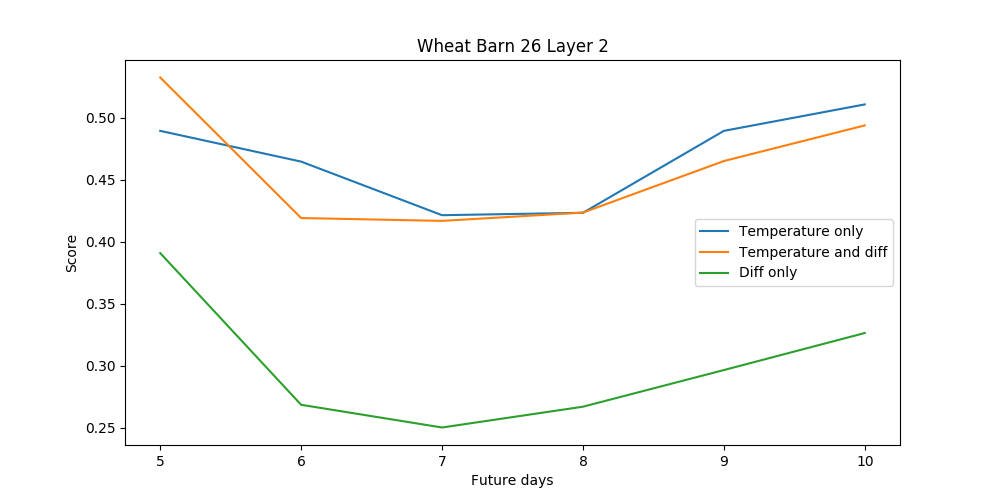 Wheat Barn 26 Layer 2
Score
0.50
0.45
0.40
0.35
0.30
0.25
Temperature only
Temperature and diff
Diff only
5 6 7 8 9 10
Future days